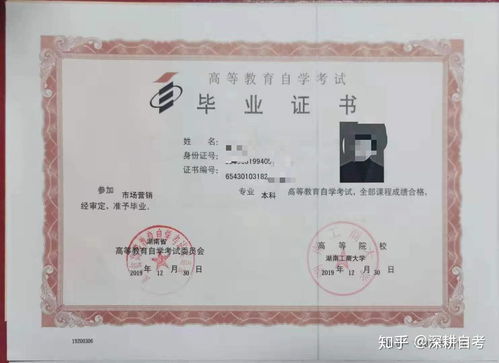 高等教育自学考试
毕业证书
姓名:
身份证号:
证书编号: 65430103182
参加 市场营销 专业 本科 高等教育自学考试,全部课程成绩合格,
经审定,准予毕业。
湖南省
高等教育自学考试委员会
2019 年 12 月 30 日
高等院校
湖南工商大学
2019 年 12 月 30 日
19200306
知乎 @深耕自考